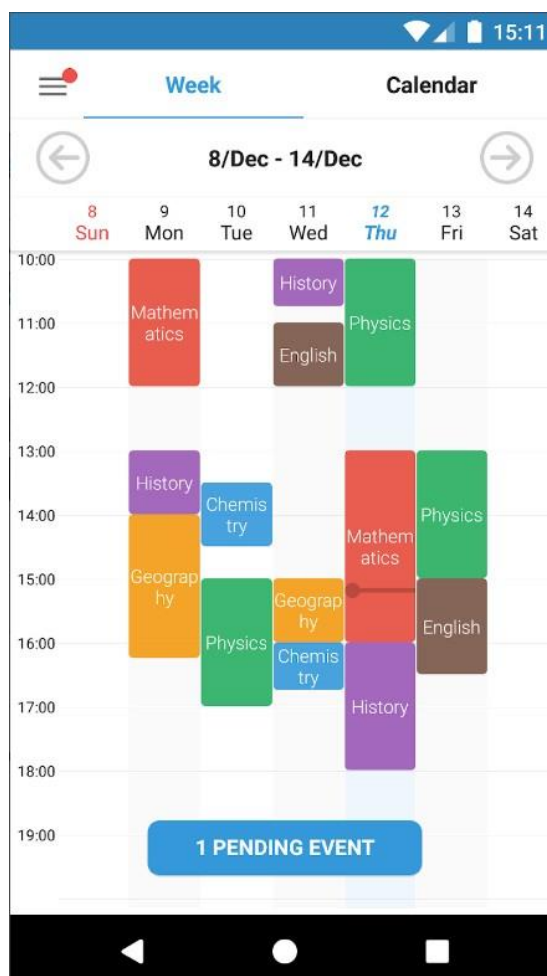 15:11
Week Calendar
8/Dec - 14/Dec
8 9 10 11 12 13 14
Sun Mon Tue Wed Thu Fri Sat
10:00
History
Mathem
atics
Physics
11:00
English
12:00
13:00
History
Chemis
try
14:00
Physics
Mathem
atics
15:00
Geograp
hy
Geograp
hy
English
16:00
Physics
Chemis
try
17:00
History
18:00
19:00
1 PENDING EVENT